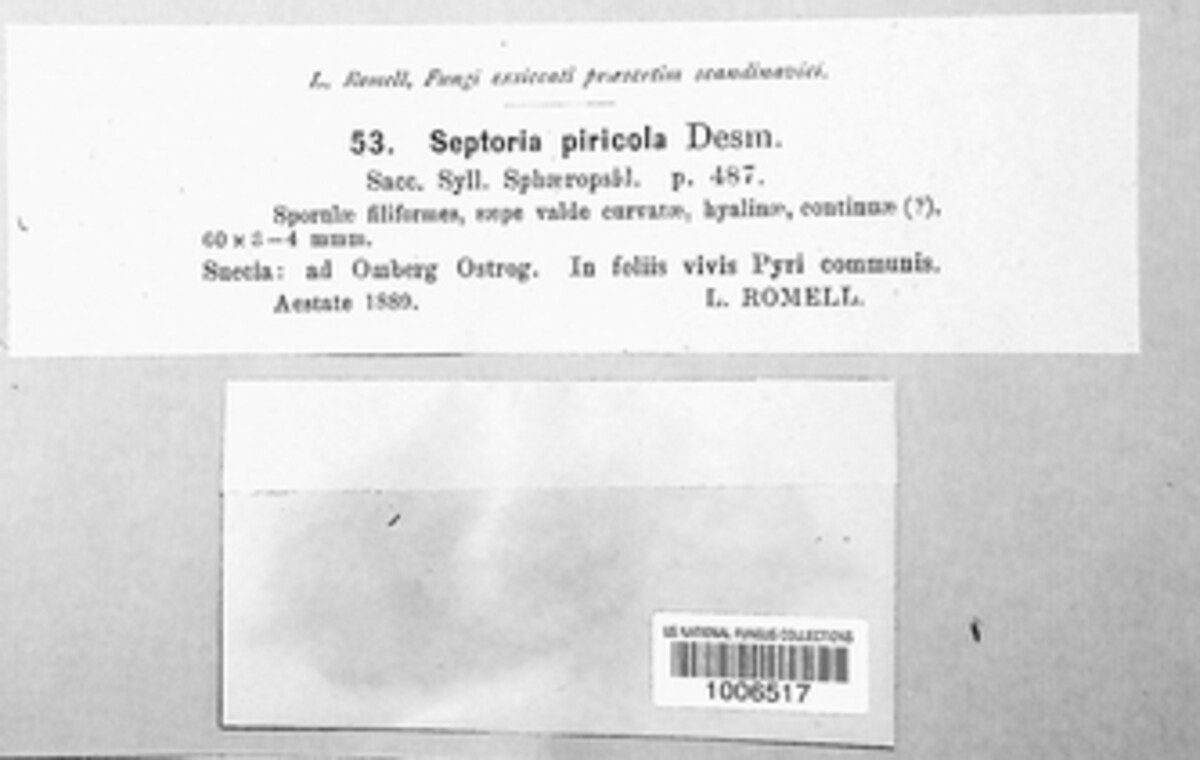 L. Romell, Fungi exsiccati præsertim scandinavici.
53. Septoria piricola Desm.
Sacc. Syll. Sphæropsid. p. 487.
Sporulæ filiformes, sæpe valde curvatæ, hyalinæ, continuæ (?),
60 × 3–4 mmm.
Suecia: ad Omberg Ostrog. In foliis vivis Pyri communis.
Aestate 1889. L. ROMELL.
US NATIONAL FUNGUS COLLECTIONS
1006517